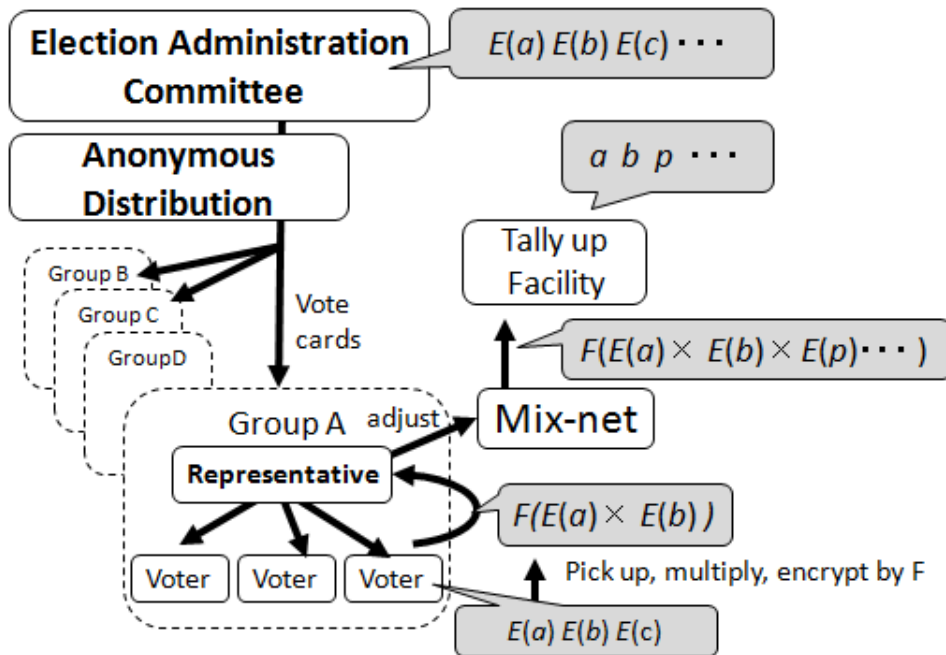 Election Administration
Committee
E(a) E(b) E(c) ･･･
Anonymous
Distribution
a b p ･･･
Tally up
Facility
Group B
Group C
GroupD
Vote
cards
F(E(a)× E(b)× E(p)･･･ )
Group A
adjust
Mix-net
Representative
F(E(a)× E(b) )
Voter
Voter
Voter
Pick up, multiply, encrypt by F
E(a) E(b) E(c)